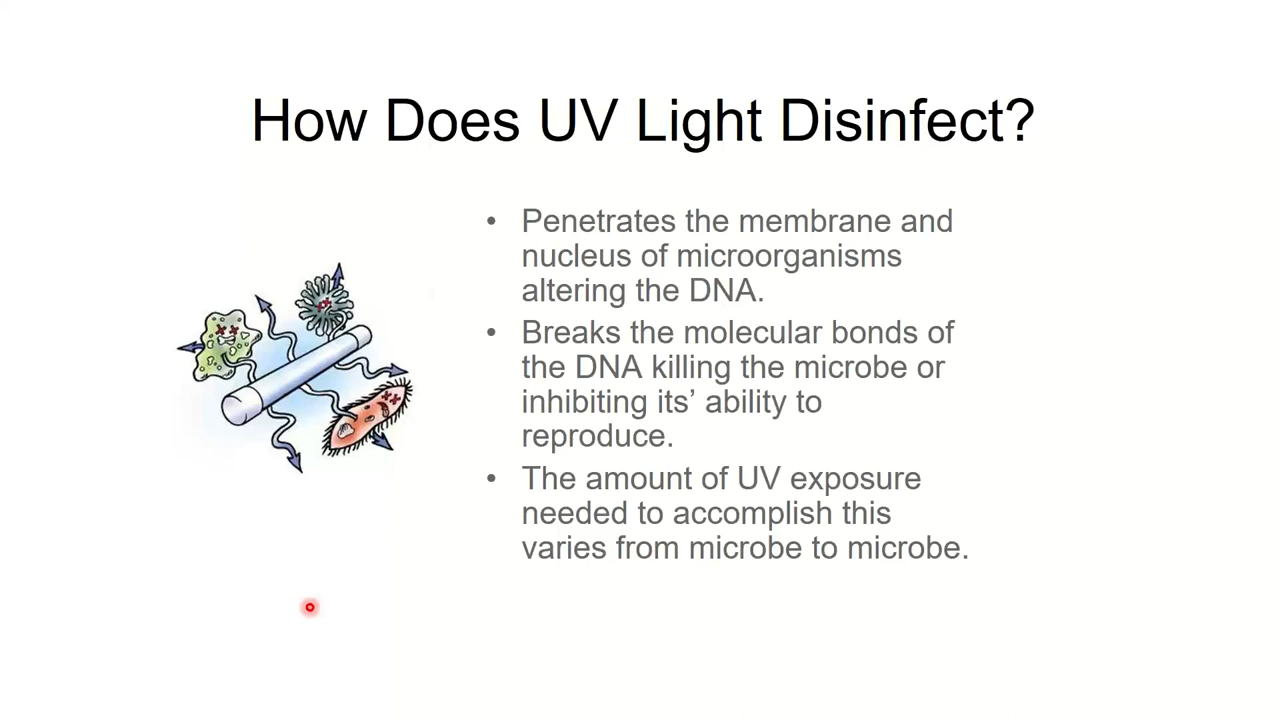 How Does UV Light Disinfect?
• Penetrates the membrane and
nucleus of microorganisms
altering the DNA.
• Breaks the molecular bonds of
the DNA killing the microbe or
inhibiting its’ ability to
reproduce.
• The amount of UV exposure
needed to accomplish this
varies from microbe to microbe.